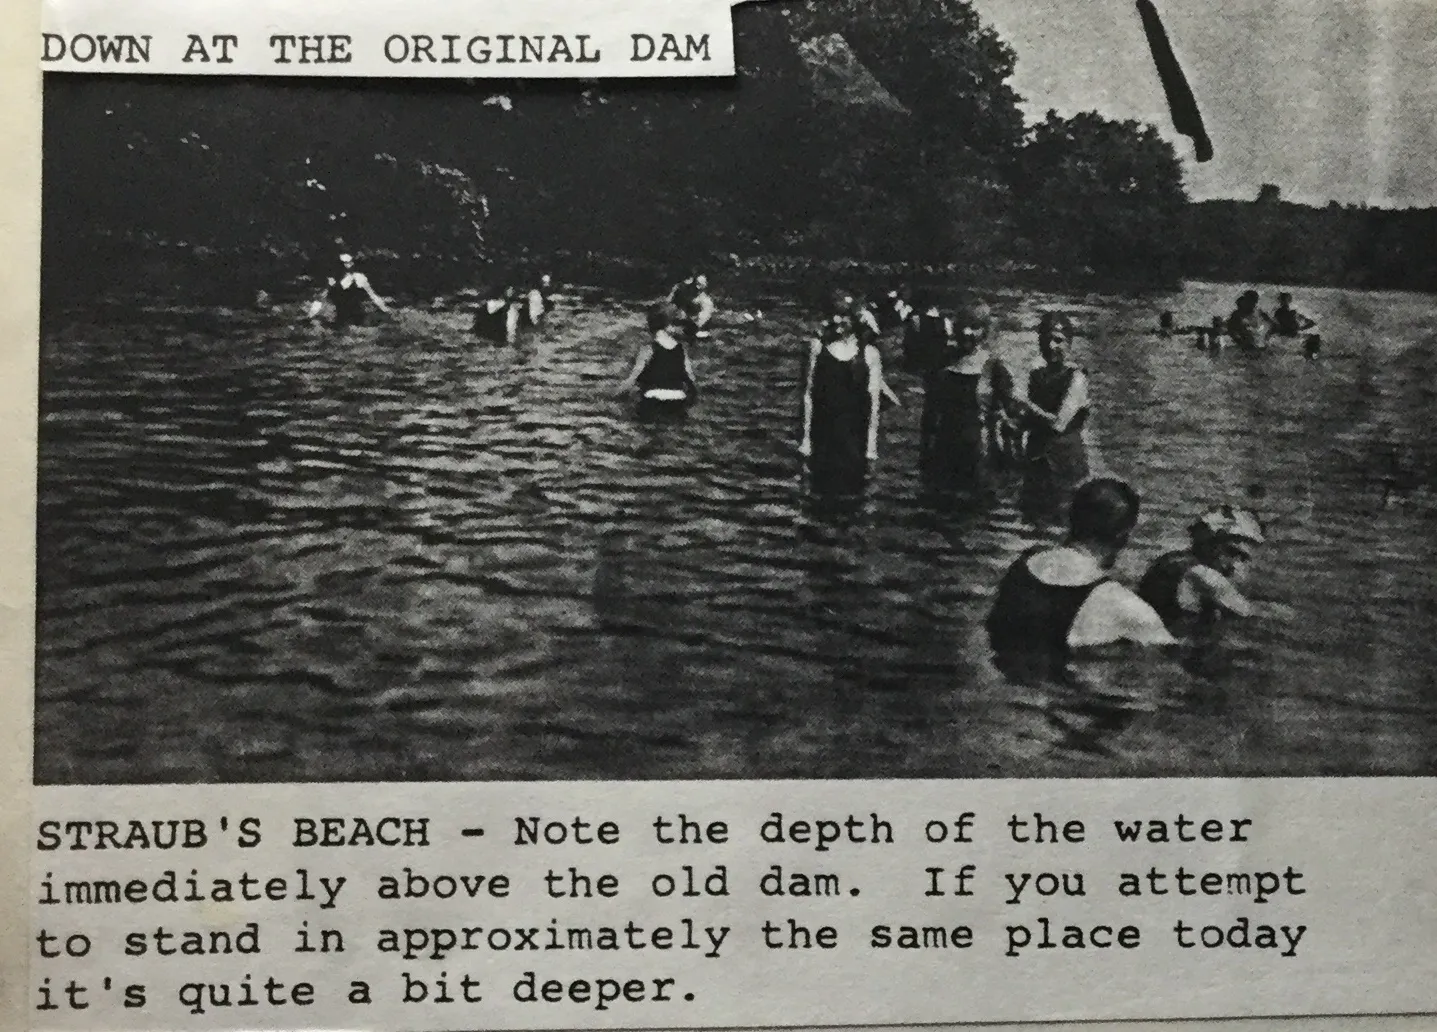 DOWN AT THE ORIGINAL DAM
STRAUB'S BEACH - Note the depth of the water
immediately above the old dam.  If you attempt
to stand in approximately the same place today
it's quite a bit deeper.